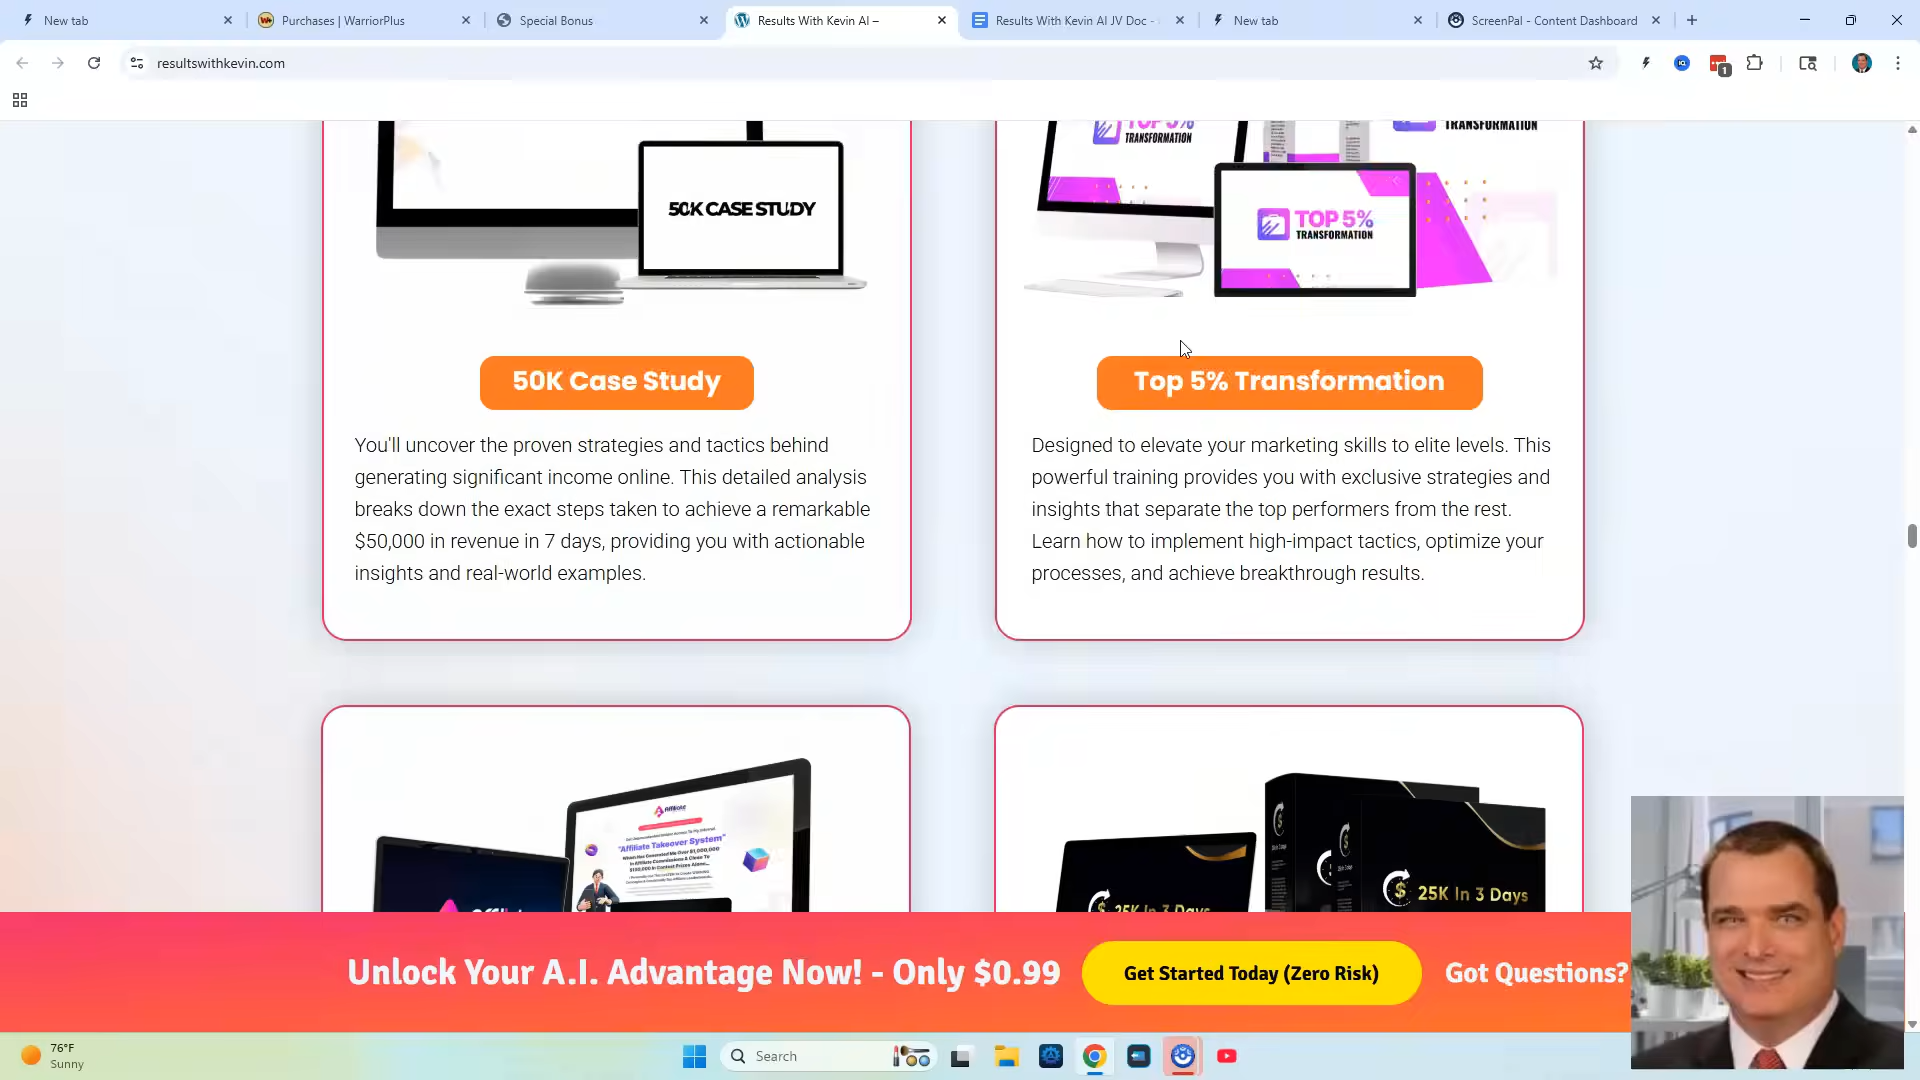 New tab
Purchases | WarriorPlus
Special Bonus
Results With Kevin AI –
Results With Kevin AI JV Doc -
New tab
ScreenPal - Content Dashboard
resultswithkevin.com
1
50K CASE STUDY
TOP 5%
TRANSFORMATION
TRANSFORMATION
TOP 5%
TRANSFORMATION
50K Case Study
Top 5% Transformation
You'll uncover the proven strategies and tactics behind
generating significant income online. This detailed analysis
breaks down the exact steps taken to achieve a remarkable
$50,000 in revenue in 7 days, providing you with actionable
insights and real-world examples.
Designed to elevate your marketing skills to elite levels. This
powerful training provides you with exclusive strategies and
insights that separate the top performers from the rest.
Learn how to implement high-impact tactics, optimize your
processes, and achieve breakthrough results.
"Affiliate Takeover System"
25K In 3 Days
25K In 3 Days
Unlock Your A.I. Advantage Now! - Only $0.99
Get Started Today (Zero Risk)
Got Questions?
76°F
Sunny
Search